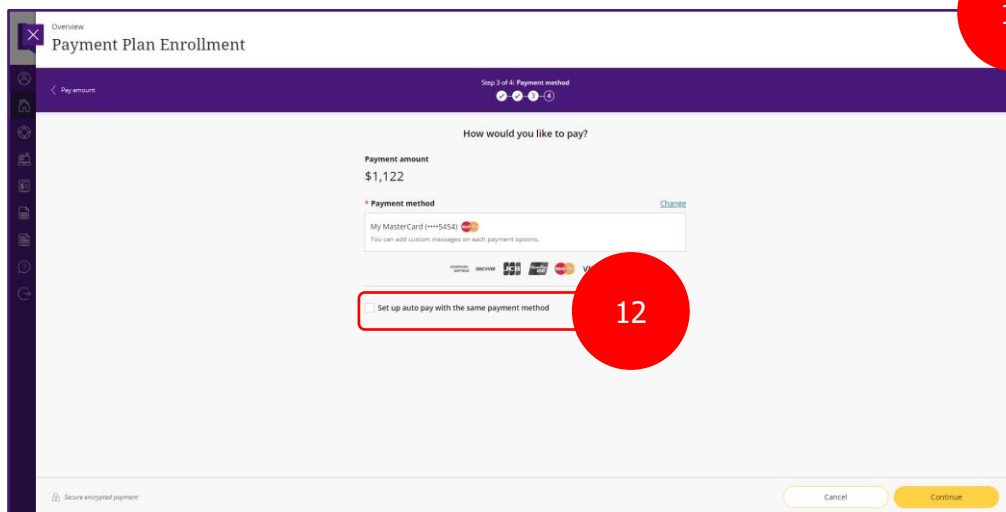 Overview
Payment Plan Enrollment
Pay amount
Step 3 of 4: Payment method
3 4
How would you like to pay?
Payment amount
$1,122
* Payment method Change
My MasterCard (····5454)
You can add custom messages on each payment options.
DISCOVER JCB
Set up auto pay with the same payment method
12
Secure encrypted payment
Cancel
Continue